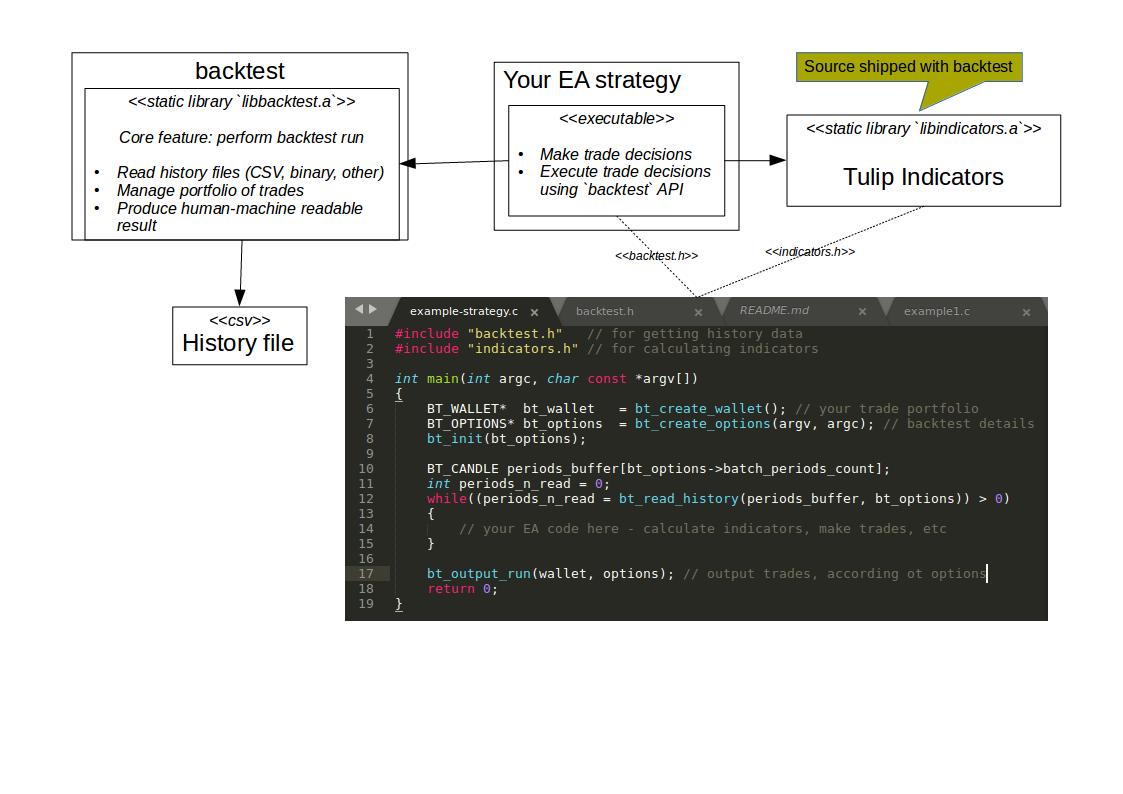 backtest
<<static library `libbacktest.a`>>
Core feature: perform backtest run
• Read history files (CSV, binary, other)
• Manage portfolio of trades
• Produce human-machine readable
result
Your EA strategy
<<executable>>
• Make trade decisions
• Execute trade decisions
using `backtest` API
Source shipped with backtest
<<static library `libindicators.a`>>
Tulip Indicators
<<backtest.h>>
<<indicators.h>>
<<csv>>
History file
example-strategy.c × backtest.h × README.md × example1.c ×
1 #include "backtest.h"   // for getting history data
2 #include "indicators.h" // for calculating indicators
3
4 int main(int argc, char const *argv[])
5 {
6     BT_WALLET*  bt_wallet   = bt_create_wallet(); // your trade portfolio
7     BT_OPTIONS* bt_options  = bt_create_options(argv, argc); // backtest details
8     bt_init(bt_options);
9
10     BT_CANDLE periods_buffer[bt_options->batch_periods_count];
11     int periods_n_read = 0;
12     while((periods_n_read = bt_read_history(periods_buffer, bt_options)) > 0)
13     {
14         // your EA code here - calculate indicators, make trades, etc
15     }
16
17     bt_output_run(wallet, options); // output trades, according ot options
18     return 0;
19 }